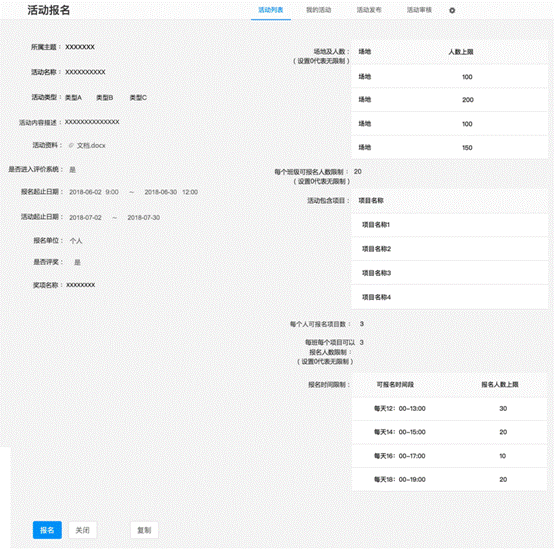 活动报名
活动列表 我的活动 活动发布 活动审核
所属主题： XXXXXXX
活动名称： XXXXXXXXXX
活动类型： 类型A 类型B 类型C
活动内容描述： XXXXXXXXXXXXXX
活动资料： 文档.docx
是否进入评价系统： 是
报名起止日期： 2018-06-02 9:00 ~ 2018-06-30 12:00
活动起止日期： 2018-07-02 ~ 2018-07-30
报名单位： 个人
是否评奖： 是
奖项名称： XXXXXXXX
场地及人数：
（设置0代表无限制）
场地 人数上限
场地 100
场地 200
场地 100
场地 150
每个班级可报名人数限制： 20
（设置0代表无限制）
活动包含项目： 项目名称
项目名称1
项目名称2
项目名称3
项目名称4
每个人可报名项目数： 3
每班每个项目可以 3
报名人数限制：
（设置0代表无限制）
报名时间限制： 可报名时间段 报名人数上限
每天12：00-13:00 30
每天14：00-15:00 20
每天16：00-17:00 10
每天18：00-19:00 20
报名 关闭 复制